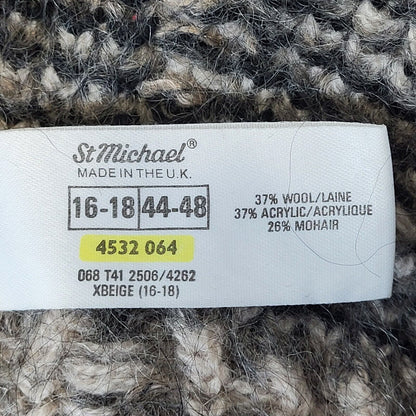 St Michael®
MADE IN THE U.K.
16-18 44-48
4532 064
068 T41 2506/4262
XBEIGE (16-18)
37% WOOL/LAINE
37% ACRYLIC/ACRYLIQUE
26% MOHAIR